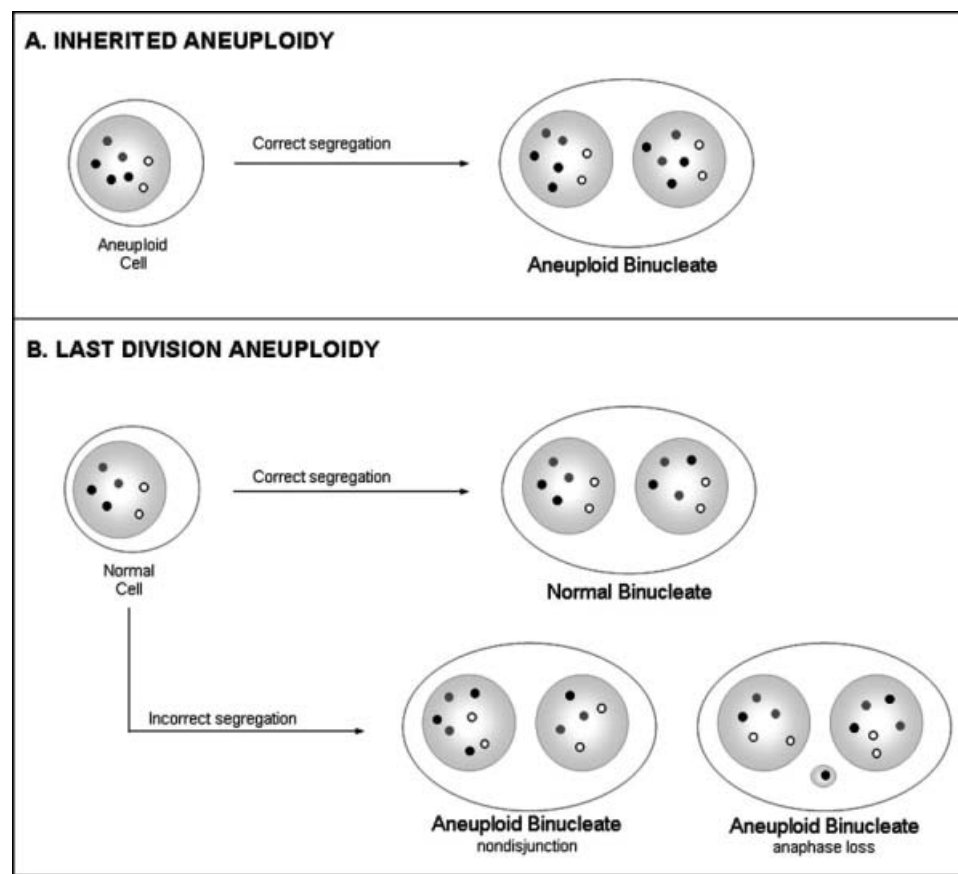 A. INHERITED ANEUPLOIDY
Correct segregation
Aneuploid
Cell
Aneuploid Binucleate
B. LAST DIVISION ANEUPLOIDY
Correct segregation
Normal
Cell
Normal Binucleate
Incorrect segregation
Aneuploid Binucleate
nondisjunction
Aneuploid Binucleate
anaphase loss